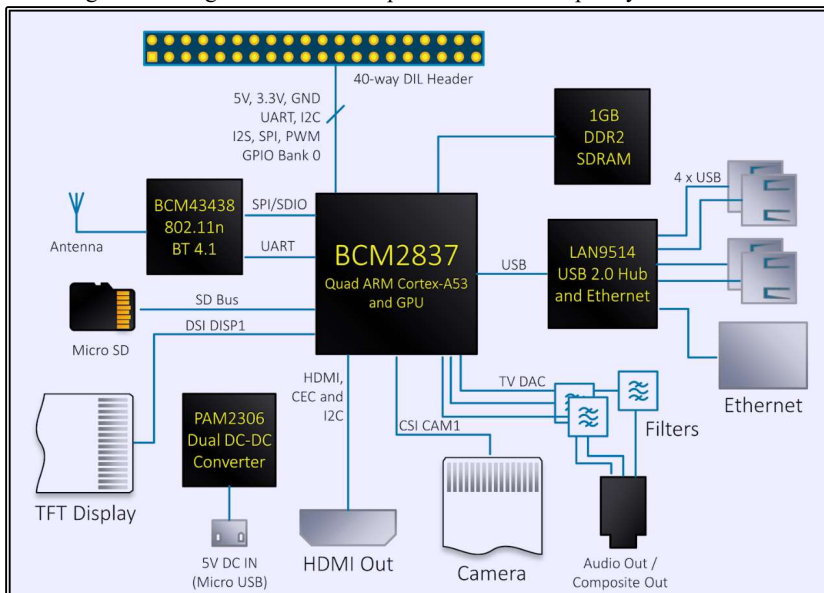 40-way DIL Header
5V, 3.3V, GND
UART, I2C
I2S, SPI, PWM
GPIO Bank 0
1GB
DDR2
SDRAM
4 x USB
BCM43438
802.11n
BT 4.1
SPI/SDIO
UART
Antenna
BCM2837
Quad ARM Cortex-A53
and GPU
USB
LAN9514
USB 2.0 Hub
and Ethernet
SD Bus
Micro SD
DSI DISP1
HDMI,
CEC and
I2C
TV DAC
Ethernet
Filters
CSI CAM1
PAM2306
Dual DC-DC
Converter
TFT Display
5V DC IN
(Micro USB)
HDMI Out
Camera
Audio Out /
Composite Out